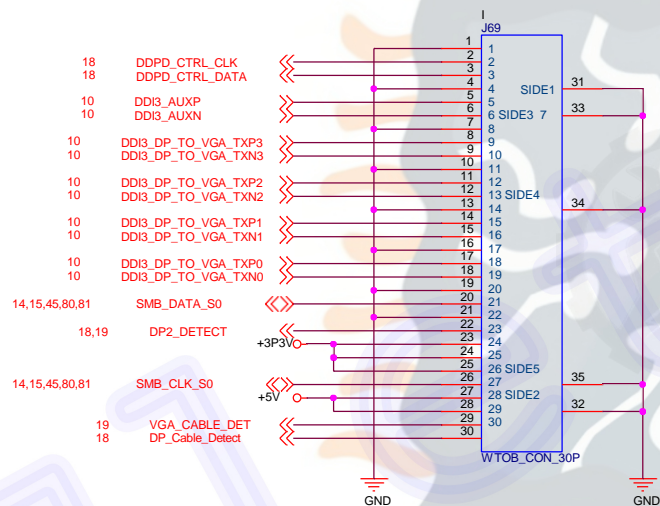 I
J69
1 1
18 DDPD_CTRL_CLK 2 2
18 DDPD_CTRL_DATA 3 3
4 4 SIDE1 31
10 DDI3_AUXP 5 5
10 DDI3_AUXN 6 6 SIDE3 7 33
7 8
10 DDI3_DP_TO_VGA_TXP3 8 9
10 DDI3_DP_TO_VGA_TXN3 9 10
10 11
10 DDI3_DP_TO_VGA_TXP2 11 12
10 DDI3_DP_TO_VGA_TXN2 12 13 SIDE4
13 14 34
10 DDI3_DP_TO_VGA_TXP1 14 15
10 DDI3_DP_TO_VGA_TXN1 15 16
16 17
10 DDI3_DP_TO_VGA_TXP0 17 18
10 DDI3_DP_TO_VGA_TXN0 18 19
19 20
14,15,45,80,81 SMB_DATA_S0 20 21
21 22
18,19 DP2_DETECT 22 23
+3P3V 23 24
24 25
25 26 SIDE5
14,15,45,80,81 SMB_CLK_S0 26 27 35
+5V 27 28 SIDE2
28 29 32
19 VGA_CABLE_DET 29 30
18 DP_Cable_Detect 30
WTOB_CON_30P
GND GND